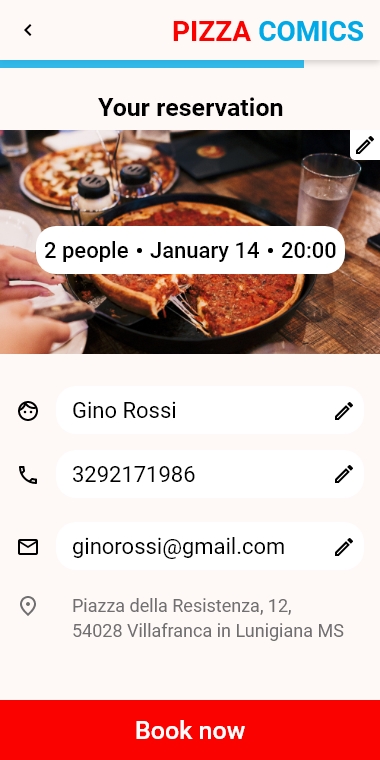 PIZZA COMICS
Your reservation
2 people • January 14 • 20:00
Gino Rossi
3292171986
ginorossi@gmail.com
Piazza della Resistenza, 12,
54028 Villafranca in Lunigiana MS
Book now